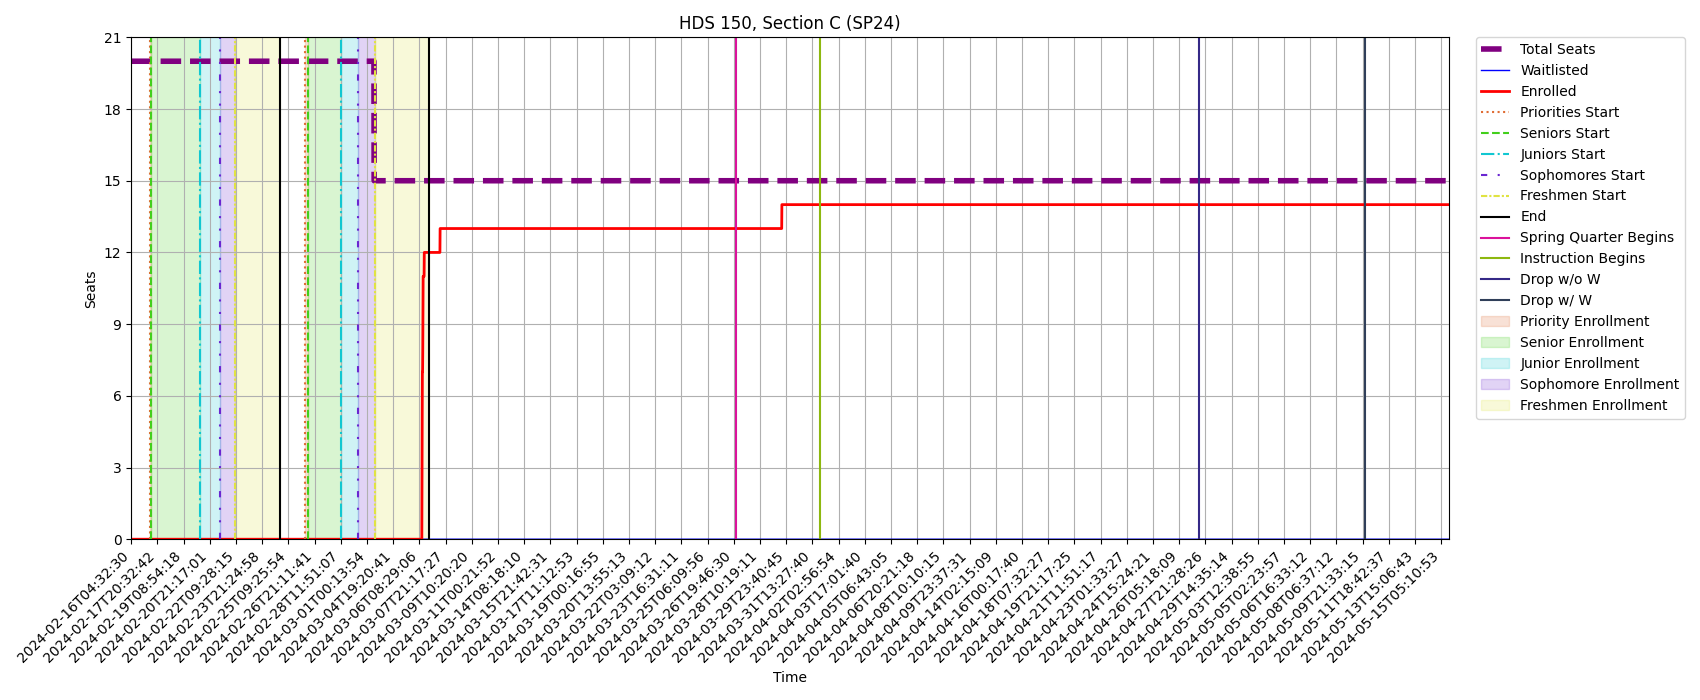 HDS 150, Section C (SP24)
21
18
15
12
9
6
3
0
Seats
2024-02-16T04:32:30
2024-02-17T20:32:42
2024-02-19T08:54:18
2024-02-20T21:17:01
2024-02-22T09:28:15
2024-02-23T21:24:58
2024-02-25T09:25:54
2024-02-26T21:11:41
2024-02-28T11:51:07
2024-03-01T00:13:54
2024-03-04T19:20:41
2024-03-06T08:29:06
2024-03-07T21:17:27
2024-03-09T10:20:20
2024-03-11T00:21:52
2024-03-14T08:18:10
2024-03-15T21:42:31
2024-03-17T11:12:53
2024-03-19T00:16:55
2024-03-20T13:55:13
2024-03-22T03:09:12
2024-03-23T16:31:11
2024-03-25T06:09:56
2024-03-26T19:46:30
2024-03-28T10:19:11
2024-03-29T23:40:45
2024-03-31T13:27:40
2024-04-02T02:56:54
2024-04-03T17:01:40
2024-04-05T06:43:05
2024-04-06T20:21:18
2024-04-08T10:10:15
2024-04-09T23:37:31
2024-04-14T02:15:09
2024-04-16T00:17:40
2024-04-18T07:32:27
2024-04-19T21:17:25
2024-04-21T11:51:17
2024-04-23T01:33:27
2024-04-24T15:24:21
2024-04-26T05:18:09
2024-04-27T21:28:26
2024-04-29T14:35:14
2024-05-03T12:38:55
2024-05-05T02:23:57
2024-05-06T16:33:12
2024-05-08T06:37:12
2024-05-09T21:33:15
2024-05-11T18:42:37
2024-05-13T15:06:43
2024-05-15T05:10:53
Time
Total Seats
Waitlisted
Enrolled
Priorities Start
Seniors Start
Juniors Start
Sophomores Start
Freshmen Start
End
Spring Quarter Begins
Instruction Begins
Drop w/o W
Drop w/ W
Priority Enrollment
Senior Enrollment
Junior Enrollment
Sophomore Enrollment
Freshmen Enrollment